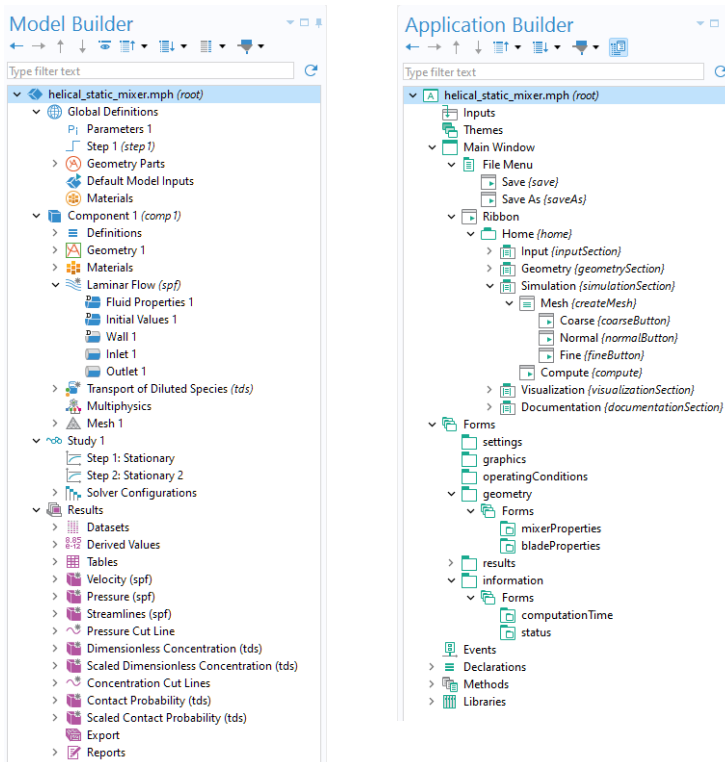 Model Builder
Type filter text
helical_static_mixer.mph (root)
Global Definitions
Pi Parameters 1
Step 1 (step1)
Geometry Parts
Default Model Inputs
Materials
Component 1 (comp1)
Definitions
Geometry 1
Materials
Laminar Flow (spf)
Fluid Properties 1
Initial Values 1
Wall 1
Inlet 1
Outlet 1
Transport of Diluted Species (tds)
Multiphysics
Mesh 1
Study 1
Step 1: Stationary
Step 2: Stationary 2
Solver Configurations
Results
Datasets
8.85
e-12 Derived Values
Tables
Velocity (spf)
Pressure (spf)
Streamlines (spf)
Pressure Cut Line
Dimensionless Concentration (tds)
Scaled Dimensionless Concentration (tds)
Concentration Cut Lines
Contact Probability (tds)
Scaled Contact Probability (tds)
Export
Reports
Application Builder
Type filter text
A helical_static_mixer.mph (root)
Inputs
Themes
Main Window
File Menu
Save {save}
Save As {saveAs}
Ribbon
Home {home}
Input {inputSection}
Geometry {geometrySection}
Simulation {simulationSection}
Mesh {createMesh}
Coarse {coarseButton}
Normal {normalButton}
Fine {fineButton}
Compute {compute}
Visualization {visualizationSection}
Documentation {documentationSection}
Forms
settings
graphics
operatingConditions
geometry
Forms
mixerProperties
bladeProperties
results
information
Forms
computationTime
status
Events
Declarations
Methods
Libraries